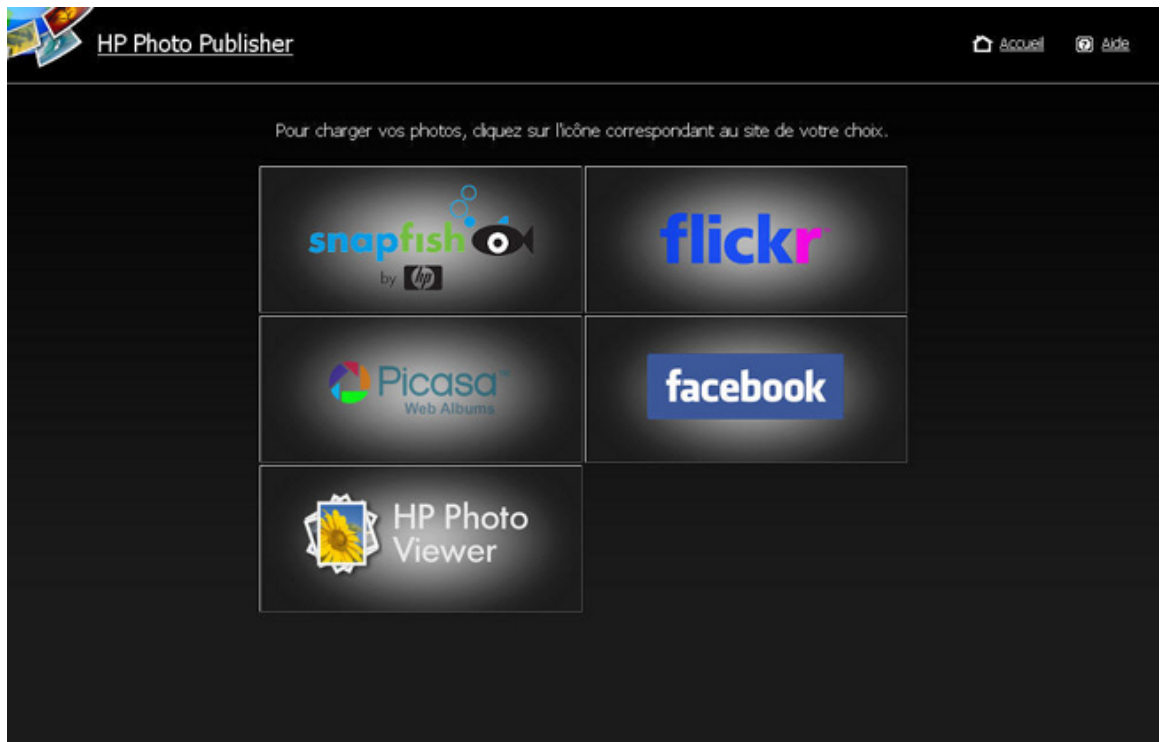 HP Photo Publisher
Accueil
Aide
Pour charger vos photos, cliquez sur l'icône correspondant au site de votre choix.
snapfish
by hp
flickr
Picasa™
Web Albums
facebook
HP Photo
Viewer